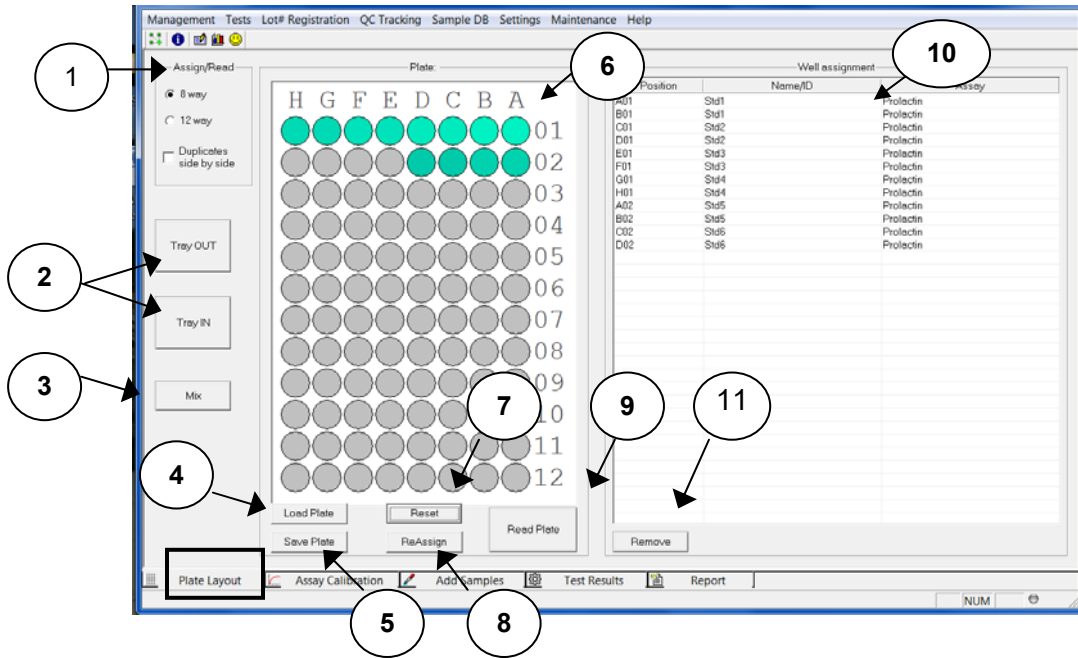 Management Tests Lot# Registration QC Tracking Sample DB Settings Maintenance Help
1
Assign/Read
8 way
12 way
Duplicates
side by side
2
Tray OUT
Tray IN
3
Mix
Plate:
6
H G F E D C B A
01
02
03
04
05
06
07
08
09
10
11
12
7
9
4
Load Plate
Reset
Read Plate
Save Plate
ReAssign
5
8
Well assignment
10
Position Name/ID Assay
A01 Std1 Prolactin
B01 Std1 Prolactin
C01 Std2 Prolactin
D01 Std2 Prolactin
E01 Std3 Prolactin
F01 Std3 Prolactin
G01 Std4 Prolactin
H01 Std4 Prolactin
A02 Std5 Prolactin
B02 Std5 Prolactin
C02 Std6 Prolactin
D02 Std6 Prolactin
11
Remove
Plate Layout Assay Calibration Add Samples Test Results Report
NUM